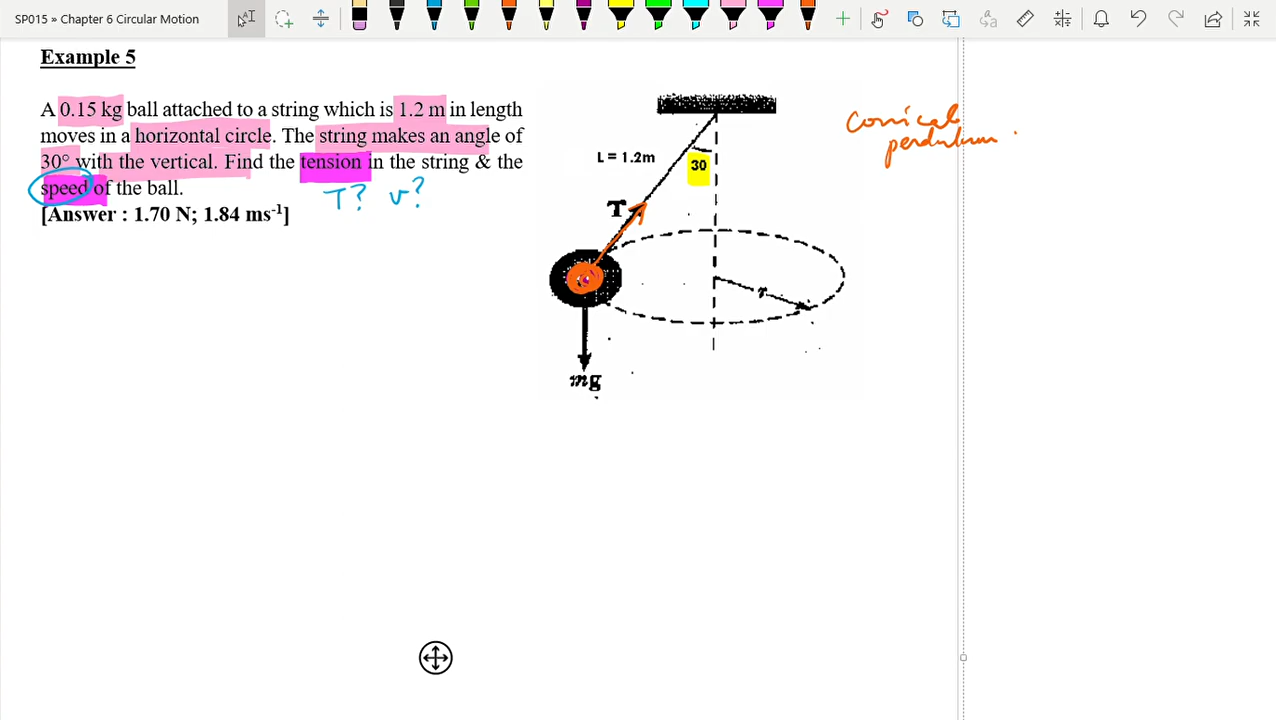 SP015 » Chapter 6 Circular Motion
Example 5
A 0.15 kg ball attached to a string which is 1.2 m in length
moves in a horizontal circle. The string makes an angle of
30° with the vertical. Find the tension in the string & the
speed of the ball.
T? v?
[Answer : 1.70 N; 1.84 ms⁻¹]
L = 1.2m
30
T
r
mg
conical
pendulum